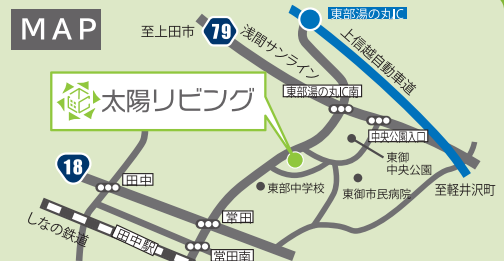 MAP
至上田市
79
浅間サンライン
東部湯の丸IC
上信越自動車道
太陽リビング
東部湯の丸IC南
中央公園入口
東御
中央公園
18
田中
東部中学校
東御市民病院
至軽井沢町
しなの鉄道
田中駅
常田
常田南